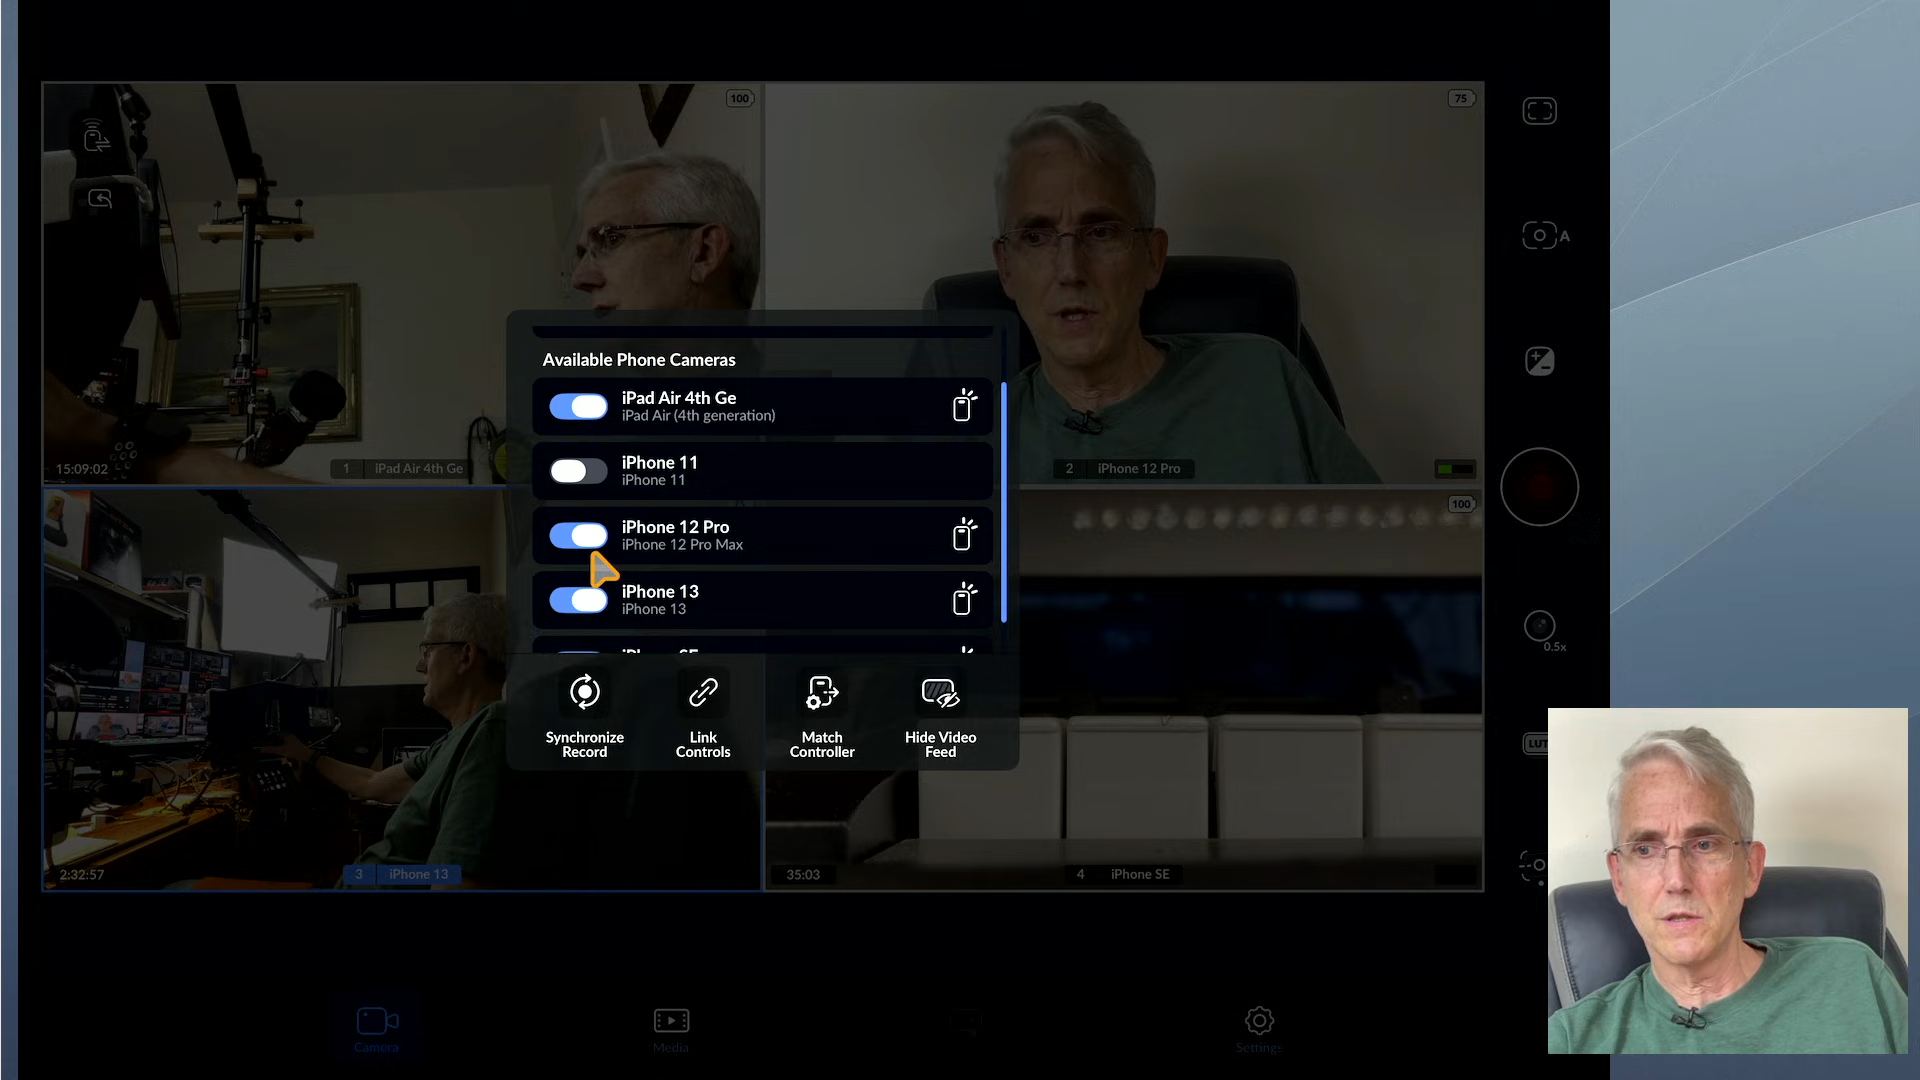 100
75
A
Available Phone Cameras
iPad Air 4th Ge
iPad Air (4th generation)
iPhone 11
iPhone 11
15:09:02
1 iPad Air 4th Ge
2 iPhone 12 Pro
100
iPhone 12 Pro
iPhone 12 Pro Max
iPhone 13
iPhone 13
iPhone SE
0.5x
Synchronize
Record
Link
Controls
Match
Controller
Hide Video
Feed
LUT
2:32:57
3 iPhone 13
35:03
4 iPhone SE
Camera
Media
Settings